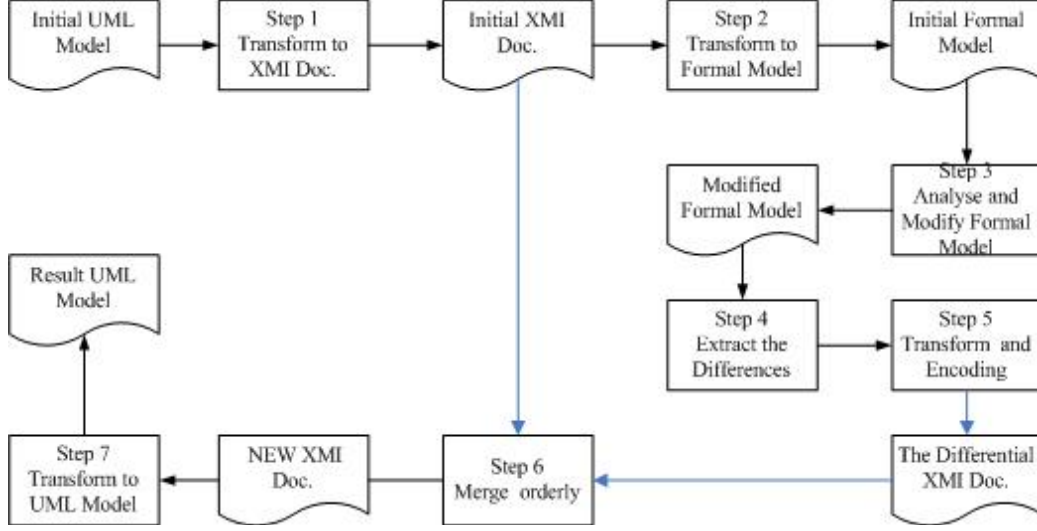 Initial UML
Model
Step 1
Transform to
XMI Doc.
Initial XMI
Doc.
Step 2
Transform to
Formal Model
Initial Formal
Model
Step 3
Analyse and
Modify Formal
Model
Modified
Formal Model
Result UML
Model
Step 4
Extract the
Differences
Step 5
Transform and
Encoding
Step 7
Transform to
UML Model
NEW XMI
Doc.
Step 6
Merge orderly
The Differential
XMI Doc.